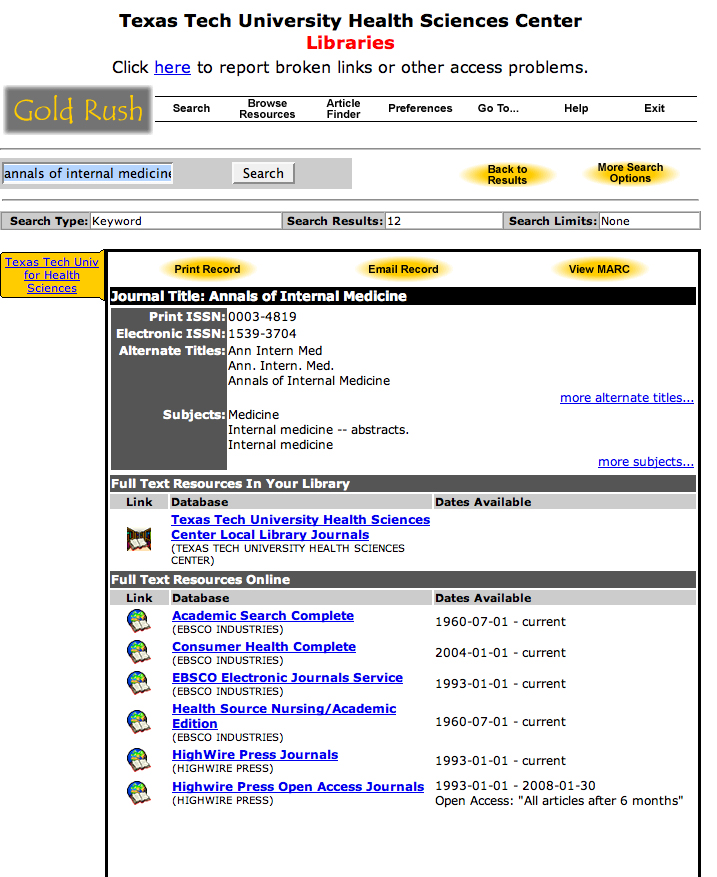 Texas Tech University Health Sciences Center
Libraries
Click here to report broken links or other access problems.
Gold Rush
Search Browse Resources Article Finder Preferences Go To... Help Exit
annals of internal medicine Search Back to Results More Search Options
Search Type: Keyword Search Results: 12 Search Limits: None
Texas Tech Univ
for Health
Sciences
Print Record Email Record View MARC
Journal Title: Annals of Internal Medicine
Print ISSN: 0003-4819
Electronic ISSN: 1539-3704
Alternate Titles: Ann Intern Med
Ann. Intern. Med.
Annals of Internal Medicine
more alternate titles...
Subjects: Medicine
Internal medicine -- abstracts.
Internal medicine
more subjects...
Full Text Resources In Your Library
Link Database Dates Available
Texas Tech University Health Sciences
Center Local Library Journals
(TEXAS TECH UNIVERSITY HEALTH SCIENCES
CENTER)
Full Text Resources Online
Link Database Dates Available
Academic Search Complete
(EBSCO INDUSTRIES)
1960-07-01 - current
Consumer Health Complete
(EBSCO INDUSTRIES)
2004-01-01 - current
EBSCO Electronic Journals Service
(EBSCO INDUSTRIES)
1993-01-01 - current
Health Source Nursing/Academic
Edition
(EBSCO INDUSTRIES)
1960-07-01 - current
HighWire Press Journals
(HIGHWIRE PRESS)
1993-01-01 - current
Highwire Press Open Access Journals
(HIGHWIRE PRESS)
1993-01-01 - 2008-01-30
Open Access: "All articles after 6 months"